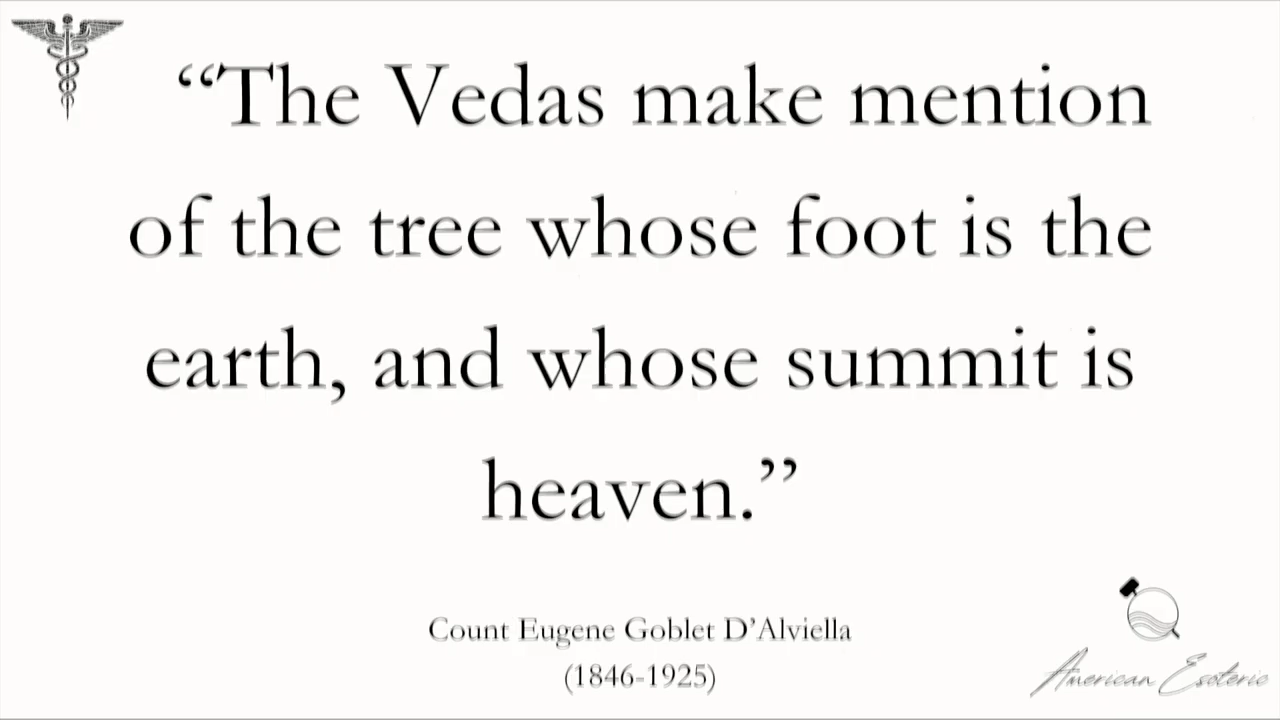 “The Vedas make mention
of the tree whose foot is the
earth, and whose summit is
heaven.”
Count Eugene Goblet D’Alviella
(1846-1925)
American Esoteric